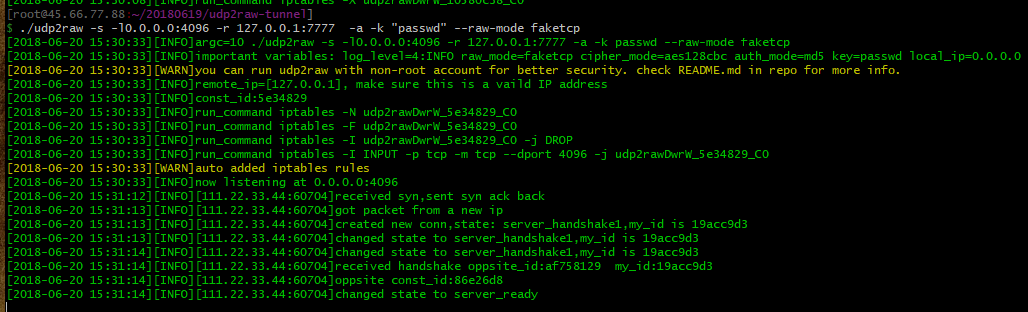 [root@45.66.77.88:~/20180619/udp2raw-tunnel]
$ ./udp2raw -s -l0.0.0.0:4096 -r 127.0.0.1:7777 -a -k "passwd" --raw-mode faketcp
[2018-06-20 15:30:33][INFO]argc=10 ./udp2raw -s -l0.0.0.0:4096 -r 127.0.0.1:7777 -a -k passwd --raw-mode faketcp
[2018-06-20 15:30:33][INFO]important variables: log_level=4:INFO raw_mode=faketcp cipher_mode=aes128cbc auth_mode=md5 key=passwd local_ip=0.0.0.0
[2018-06-20 15:30:33][WARN]you can run udp2raw with non-root account for better security. check README.md in repo for more info.
[2018-06-20 15:30:33][INFO]remote_ip=[127.0.0.1], make sure this is a vaild IP address
[2018-06-20 15:30:33][INFO]const_id:5e34829
[2018-06-20 15:30:33][INFO]run_command iptables -N udp2rawDwrW_5e34829_C0
[2018-06-20 15:30:33][INFO]run_command iptables -F udp2rawDwrW_5e34829_C0
[2018-06-20 15:30:33][INFO]run_command iptables -I udp2rawDwrW_5e34829_C0 -j DROP
[2018-06-20 15:30:33][INFO]run_command iptables -I INPUT -p tcp -m tcp --dport 4096 -j udp2rawDwrW_5e34829_C0
[2018-06-20 15:30:33][WARN]auto added iptables rules
[2018-06-20 15:30:33][INFO]now listening at 0.0.0.0:4096
[2018-06-20 15:31:12][INFO][111.22.33.44:60704]received syn,sent syn ack back
[2018-06-20 15:31:13][INFO][111.22.33.44:60704]got packet from a new ip
[2018-06-20 15:31:13][INFO][111.22.33.44:60704]created new conn,state: server_handshake1,my_id is 19acc9d3
[2018-06-20 15:31:13][INFO][111.22.33.44:60704]changed state to server_handshake1,my_id is 19acc9d3
[2018-06-20 15:31:14][INFO][111.22.33.44:60704]changed state to server_handshake1,my_id is 19acc9d3
[2018-06-20 15:31:14][INFO][111.22.33.44:60704]received handshake oppsite_id:af758129 my_id:19acc9d3
[2018-06-20 15:31:14][INFO][111.22.33.44:60704]oppsite const_id:86e26d8
[2018-06-20 15:31:14][INFO][111.22.33.44:60704]changed state to server_ready